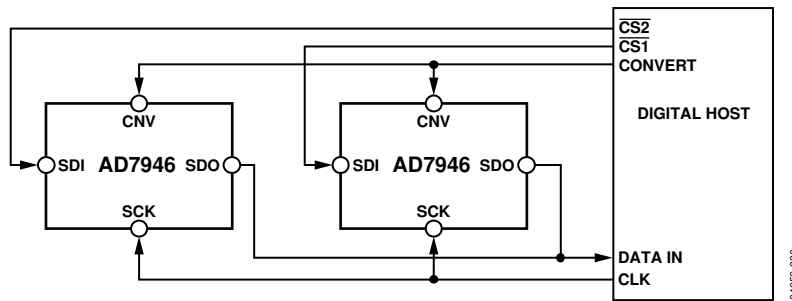 CS2
CS1
CONVERT
DIGITAL HOST
CNV
CNV
SDI AD7946 SDO
SDI AD7946 SDO
SCK
SCK
DATA IN
CLK